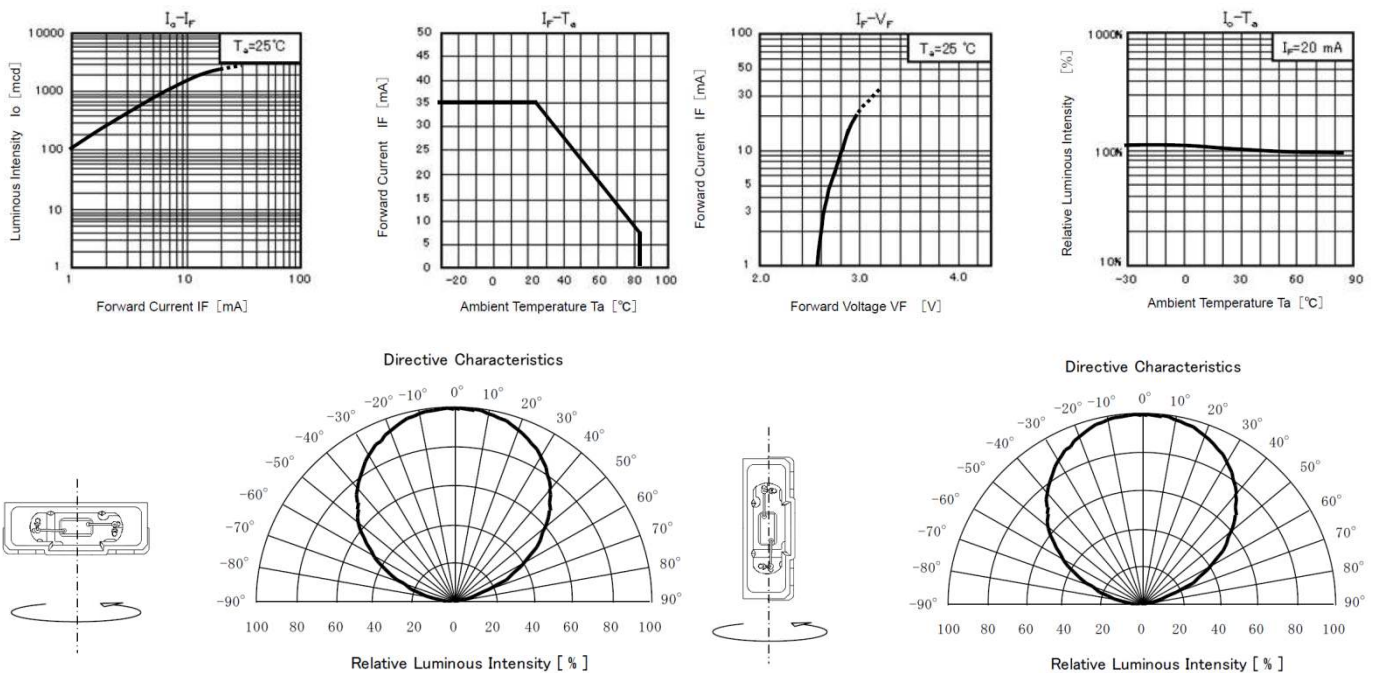 Io-IF
Ta=25℃
10000
1000
100
10
1
1 10 100
Luminous Intensity Io [mcd]
Forward Current IF [mA]
IF-Ta
50
45
40
35
30
25
20
15
10
5
0
-20 0 20 40 60 80 100
Forward Current IF [mA]
Ambient Temperature Ta [℃]
IF-VF
Ta=25 ℃
100
50
30
10
5
3
1
2.0 3.0 4.0
Forward Current IF [mA]
Forward Voltage VF [V]
Io-Ta
IF=20 mA
1000%
100%
10%
-30 0 30 60 90
Relative Luminous Intensity [%]
Ambient Temperature Ta [℃]
Directive Characteristics
-90° -80° -70° -60° -50° -40° -30° -20° -10° 0° 10° 20° 30° 40° 50° 60° 70° 80° 90°
100 80 60 40 20 0 20 40 60 80 100
Relative Luminous Intensity [ % ]
Directive Characteristics
-90° -80° -70° -60° -50° -40° -30° -20° -10° 0° 10° 20° 30° 40° 50° 60° 70° 80° 90°
100 80 60 40 20 0 20 40 60 80 100
Relative Luminous Intensity [ % ]